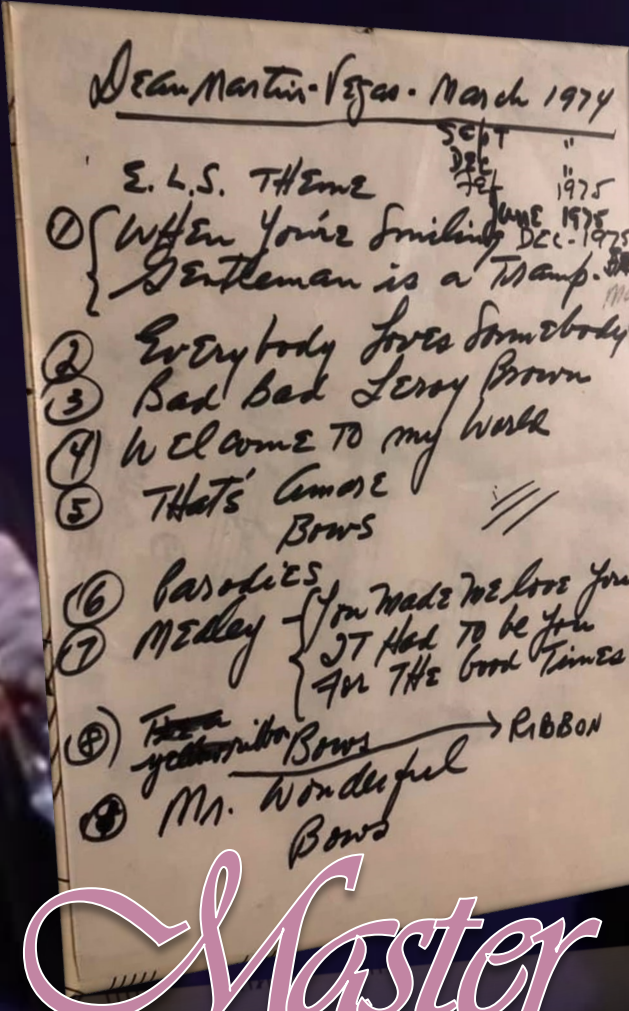 Dean Martin - Vegas - March 1974
SEPT "
DEC "
Feb 1975
JUNE 1975
E.L.S. THEME
① When You're Smiling DEC-1975
Gentleman is a Tramp.
② Everybody Loves Somebody
③ Bad Bad Leroy Brown
④ Welcome To my World
⑤ THat's Amore
Bows
⑥ Parodies
⑦ Medley - You Made Me love You
IT Had To be You
For THE Good Times
⑧ yellow ribbon Bows → RIBBON
Mr. Wonderful
Bows
Master